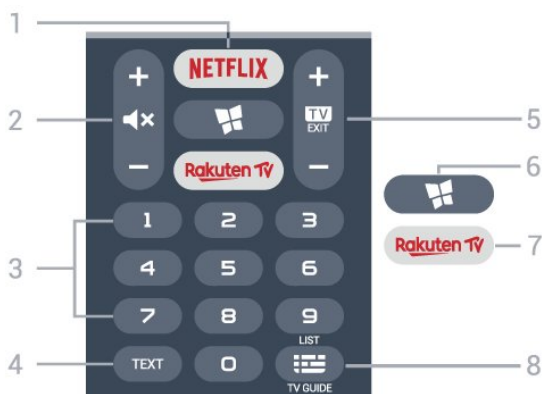 1
+ NETFLIX +
2 TV 5
EXIT
6
− Rakuten TV −
1 2 3
Rakuten TV 7
3 4 5 6
7 8 9
LIST
4 TEXT 0 8
TV GUIDE